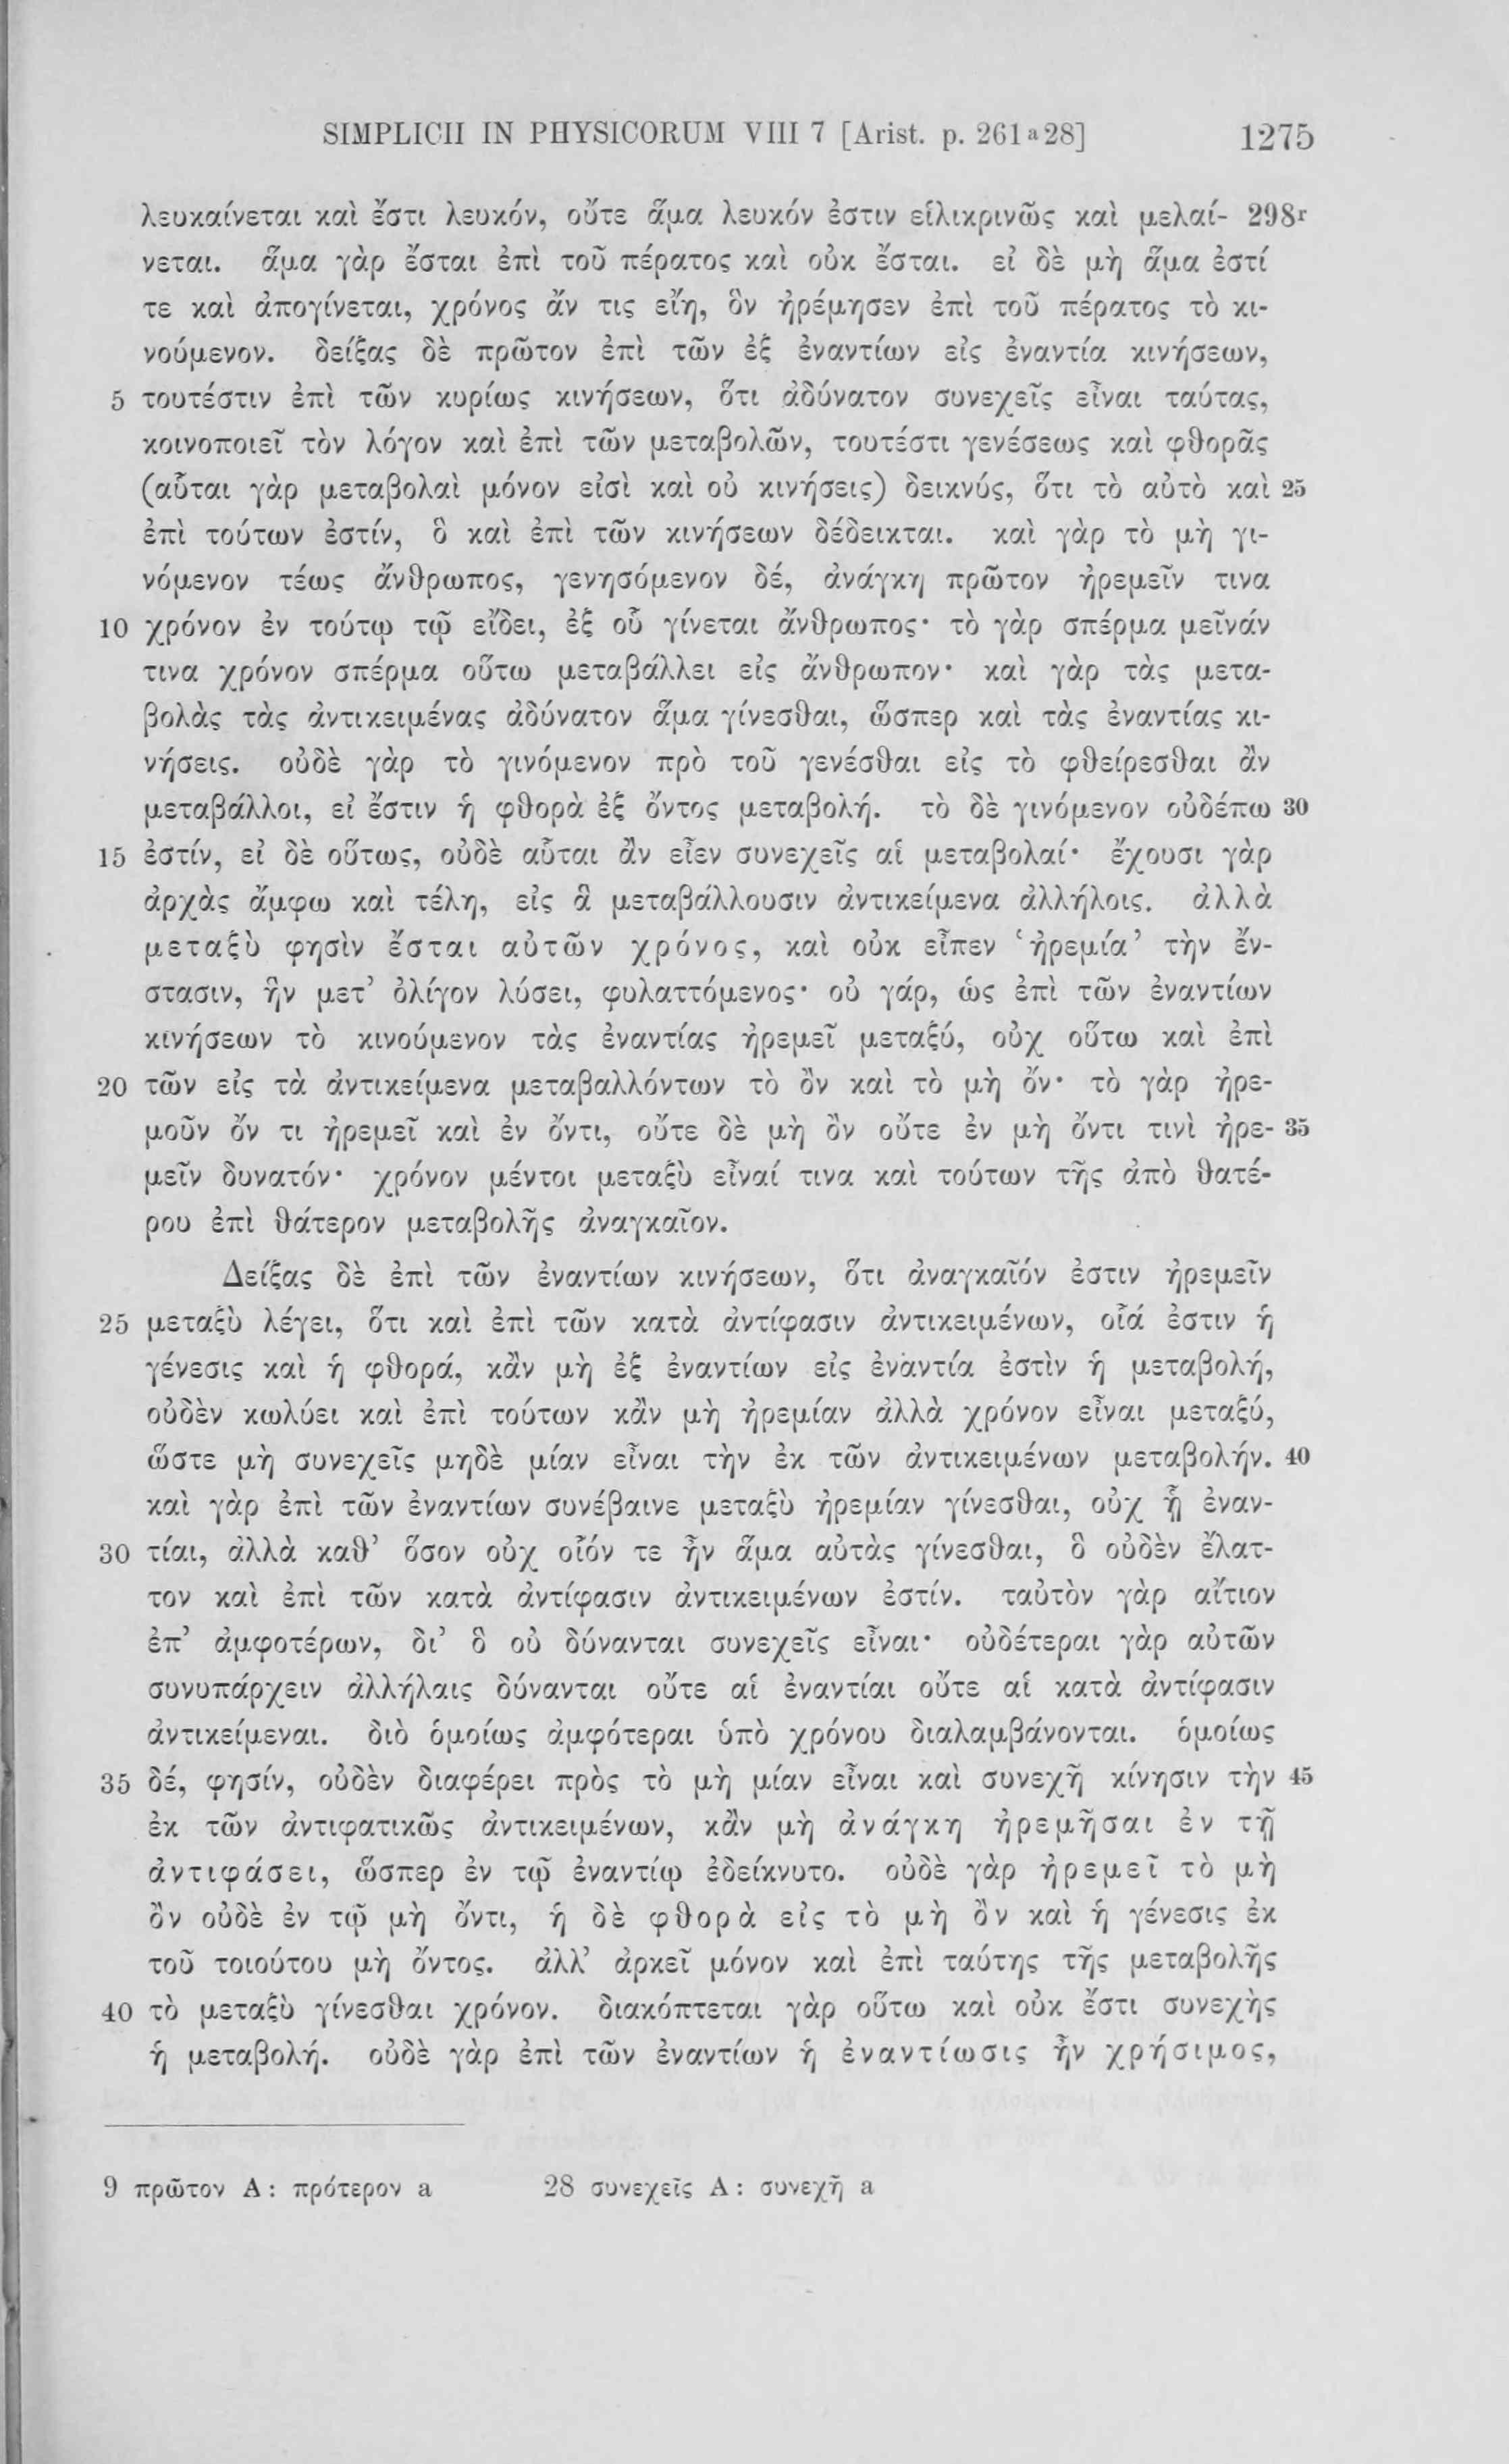 SIMPLICII IN PHYSICORUM VIII 7 [Arist. p. 261 a 28] 1275
λευκαίνεται καὶ ἔστι λευκόν, οὔτε ἅμα λευκόν ἐστιν εἱλικρινῶς καὶ μελαί- 298r
νεται. ἅμα γὰρ ἔσται ἐπὶ τοῦ πέρατος καὶ οὐκ ἔσται. εἰ δὲ μὴ ἅμα ἐστί
τε καὶ ἀπογίνεται, χρόνος ἄν τις εἴη, ὃν ἠρέμησεν ἐπὶ τοῦ πέρατος τὸ κι-
νούμενον. δείξας δὲ πρῶτον ἐπὶ τῶν ἐξ ἐναντίων εἰς ἐναντία κινήσεων,
5 τουτέστιν ἐπὶ τῶν κυρίως κινήσεων, ὅτι ἀδύνατον συνεχεῖς εἶναι ταύτας,
κοινοποιεῖ τὸν λόγον καὶ ἐπὶ τῶν μεταβολῶν, τουτέστι γενέσεως καὶ φθορᾶς
(αὗται γὰρ μεταβολαὶ μόνον εἰσὶ καὶ οὐ κινήσεις) δεικνύς, ὅτι τὸ αὐτὸ καὶ 25
ἐπὶ τούτων ἐστίν, ὃ καὶ ἐπὶ τῶν κινήσεων δέδεικται. καὶ γὰρ τὸ μὴ γι-
νόμενον τέως ἄνθρωπος, γενησόμενον δέ, ἀνάγκη πρῶτον ἠρεμεῖν τινα
10 χρόνον ἐν τούτῳ τῷ εἴδει, ἐξ οὗ γίνεται ἄνθρωπος· τὸ γὰρ σπέρμα μεῖνάν
τινα χρόνον σπέρμα οὕτω μεταβάλλει εἰς ἄνθρωπον· καὶ γὰρ τὰς μετα-
βολὰς τὰς ἀντικειμένας ἀδύνατον ἅμα γίνεσθαι, ὥσπερ καὶ τὰς ἐναντίας κι-
νήσεις. οὐδὲ γὰρ τὸ γινόμενον πρὸ τοῦ γενέσθαι εἰς τὸ φθείρεσθαι ἂν
μεταβάλλοι, εἰ ἔστιν ἡ φθορὰ ἐξ ὄντος μεταβολή. τὸ δὲ γινόμενον οὐδέπω 30
15 ἐστίν, εἰ δὲ οὕτως, οὐδὲ αὗται ἂν εἶεν συνεχεῖς αἱ μεταβολαί· ἔχουσι γὰρ
ἀρχὰς ἄμφω καὶ τέλη, εἰς ἃ μεταβάλλουσιν ἀντικείμενα ἀλλήλοις. ἀλλὰ
μεταξὺ φησὶν ἔσται αὐτῶν χρόνος, καὶ οὐκ εἶπεν ‘ἠρεμία’ τὴν ἔν-
στασιν, ἣν μετ’ ὀλίγον λύσει, φυλαττόμενος· οὐ γάρ, ὡς ἐπὶ τῶν ἐναντίων
κινήσεων τὸ κινούμενον τὰς ἐναντίας ἠρεμεῖ μεταξύ, οὐχ οὕτω καὶ ἐπὶ
20 τῶν εἰς τὰ ἀντικείμενα μεταβαλλόντων τὸ ὂν καὶ τὸ μὴ ὄν· τὸ γὰρ ἠρε-
μοῦν ὄν τι ἠρεμεῖ καὶ ἐν ὄντι, οὔτε δὲ μὴ ὂν οὔτε ἐν μὴ ὄντι τινὶ ἠρε- 35
μεῖν δυνατόν· χρόνον μέντοι μεταξὺ εἶναί τινα καὶ τούτων τῆς ἀπὸ θατέ-
ρου ἐπὶ θάτερον μεταβολῆς ἀναγκαῖον.
Δείξας δὲ ἐπὶ τῶν ἐναντίων κινήσεων, ὅτι ἀναγκαῖόν ἐστιν ἠρεμεῖν
25 μεταξὺ λέγει, ὅτι καὶ ἐπὶ τῶν κατὰ ἀντίφασιν ἀντικειμένων, οἷά ἐστιν ἡ
γένεσις καὶ ἡ φθορά, κἂν μὴ ἐξ ἐναντίων εἰς ἐναντία ἐστὶν ἡ μεταβολή,
οὐδὲν κωλύει καὶ ἐπὶ τούτων κἂν μὴ ἠρεμίαν ἀλλὰ χρόνον εἶναι μεταξύ,
ὥστε μὴ συνεχεῖς μηδὲ μίαν εἶναι τὴν ἐκ τῶν ἀντικειμένων μεταβολήν. 40
καὶ γὰρ ἐπὶ τῶν ἐναντίων συνέβαινε μεταξὺ ἠρεμίαν γίνεσθαι, οὐχ ᾗ ἐναν-
30 τίαι, ἀλλὰ καθ’ ὅσον οὐχ οἷόν τε ἦν ἅμα αὐτὰς γίνεσθαι, ὃ οὐδὲν ἔλατ-
τον καὶ ἐπὶ τῶν κατὰ ἀντίφασιν ἀντικειμένων ἐστίν. ταὐτὸν γὰρ αἴτιον
ἐπ’ ἀμφοτέρων, δι’ ὃ οὐ δύνανται συνεχεῖς εἶναι· οὐδέτεραι γὰρ αὐτῶν
συνυπάρχειν ἀλλήλαις δύνανται οὔτε αἱ ἐναντίαι οὔτε αἱ κατὰ ἀντίφασιν
ἀντικείμεναι. διὸ ὁμοίως ἀμφότεραι ὑπὸ χρόνου διαλαμβάνονται. ὁμοίως
35 δέ, φησίν, οὐδὲν διαφέρει πρὸς τὸ μὴ μίαν εἶναι καὶ συνεχῆ κίνησιν τὴν 45
ἐκ τῶν ἀντιφατικῶς ἀντικειμένων, κἂν μὴ ἀνάγκη ἠρεμῆσαι ἐν τῇ
ἀντιφάσει, ὥσπερ ἐν τῷ ἐναντίῳ ἐδείκνυτο. οὐδὲ γὰρ ἠρεμεῖ τὸ μὴ
ὂν οὐδὲ ἐν τῷ μὴ ὄντι, ἡ δὲ φθορὰ εἰς τὸ μὴ ὂν καὶ ἡ γένεσις ἐκ
τοῦ τοιούτου μὴ ὄντος. ἀλλ’ ἀρκεῖ μόνον καὶ ἐπὶ ταύτης τῆς μεταβολῆς
40 τὸ μεταξὺ γίνεσθαι χρόνον. διακόπτεται γὰρ οὕτω καὶ οὐκ ἔστι συνεχὴς
ἡ μεταβολή. οὐδὲ γὰρ ἐπὶ τῶν ἐναντίων ἡ ἐναντίωσις ἦν χρήσιμος,
9 πρῶτον A: πρότερον a 28 συνεχεῖς A: συνεχῆ a